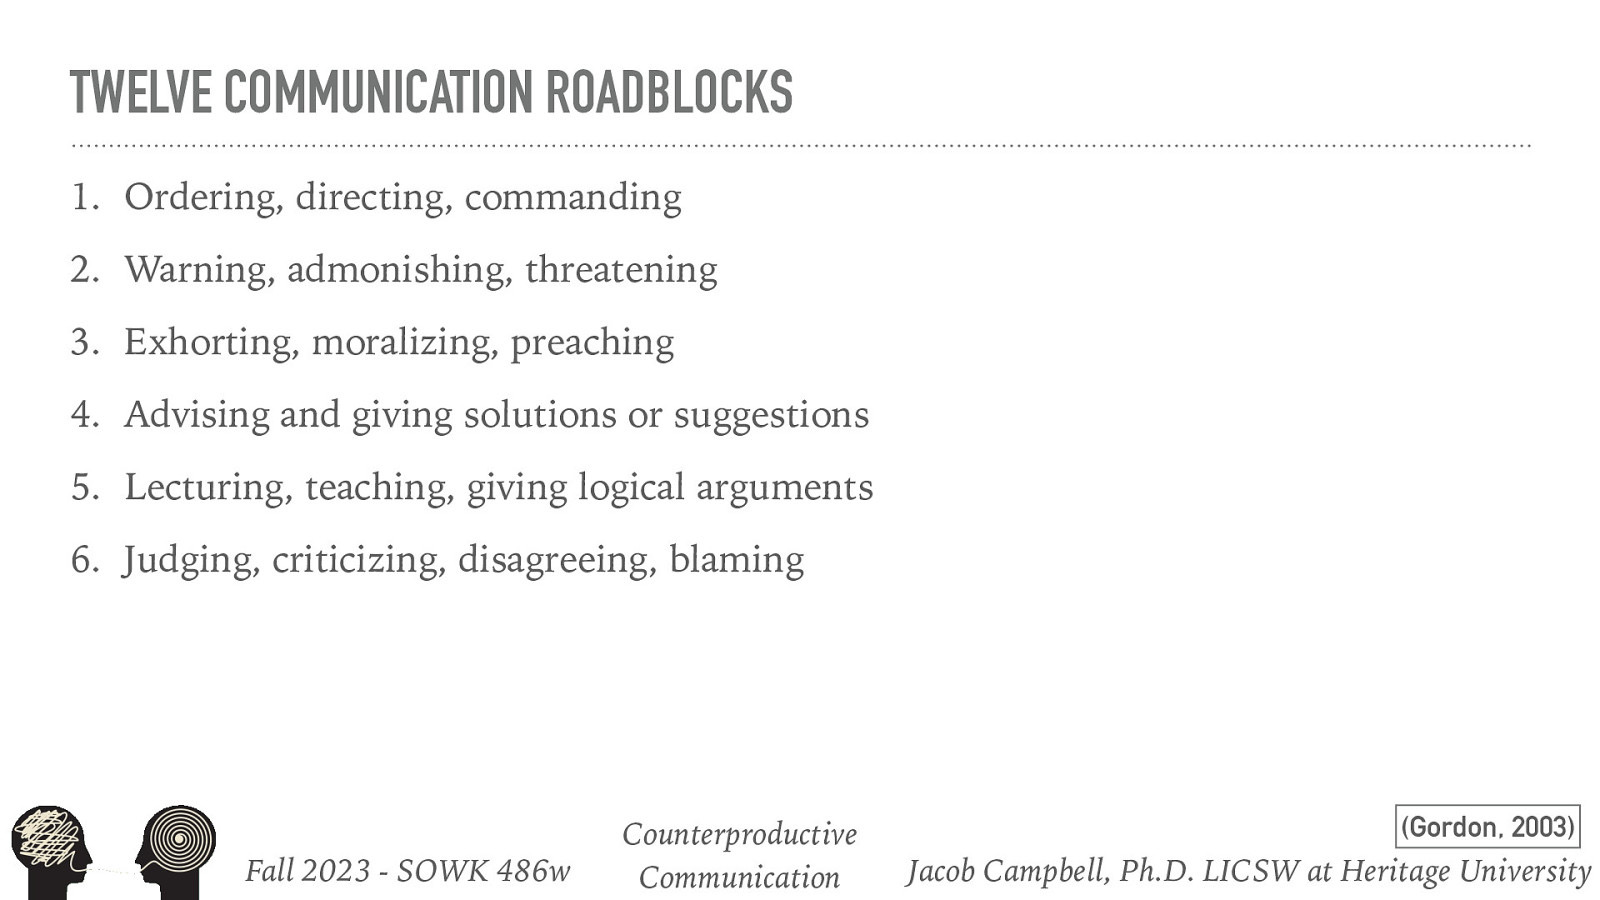 TWELVE COMMUNICATION ROADBLOCKS
1. Ordering, directing, commanding
2. Warning, admonishing, threatening
3. Exhorting, moralizing, preaching
4. Advising and giving solutions or suggestions
5. Lecturing, teaching, giving logical arguments
6. Judging, criticizing, disagreeing, blaming
Fall 2023 - SOWK 486w
Counterproductive
Communication
(Gordon, 2003)
Jacob Campbell, Ph.D. LICSW at Heritage University